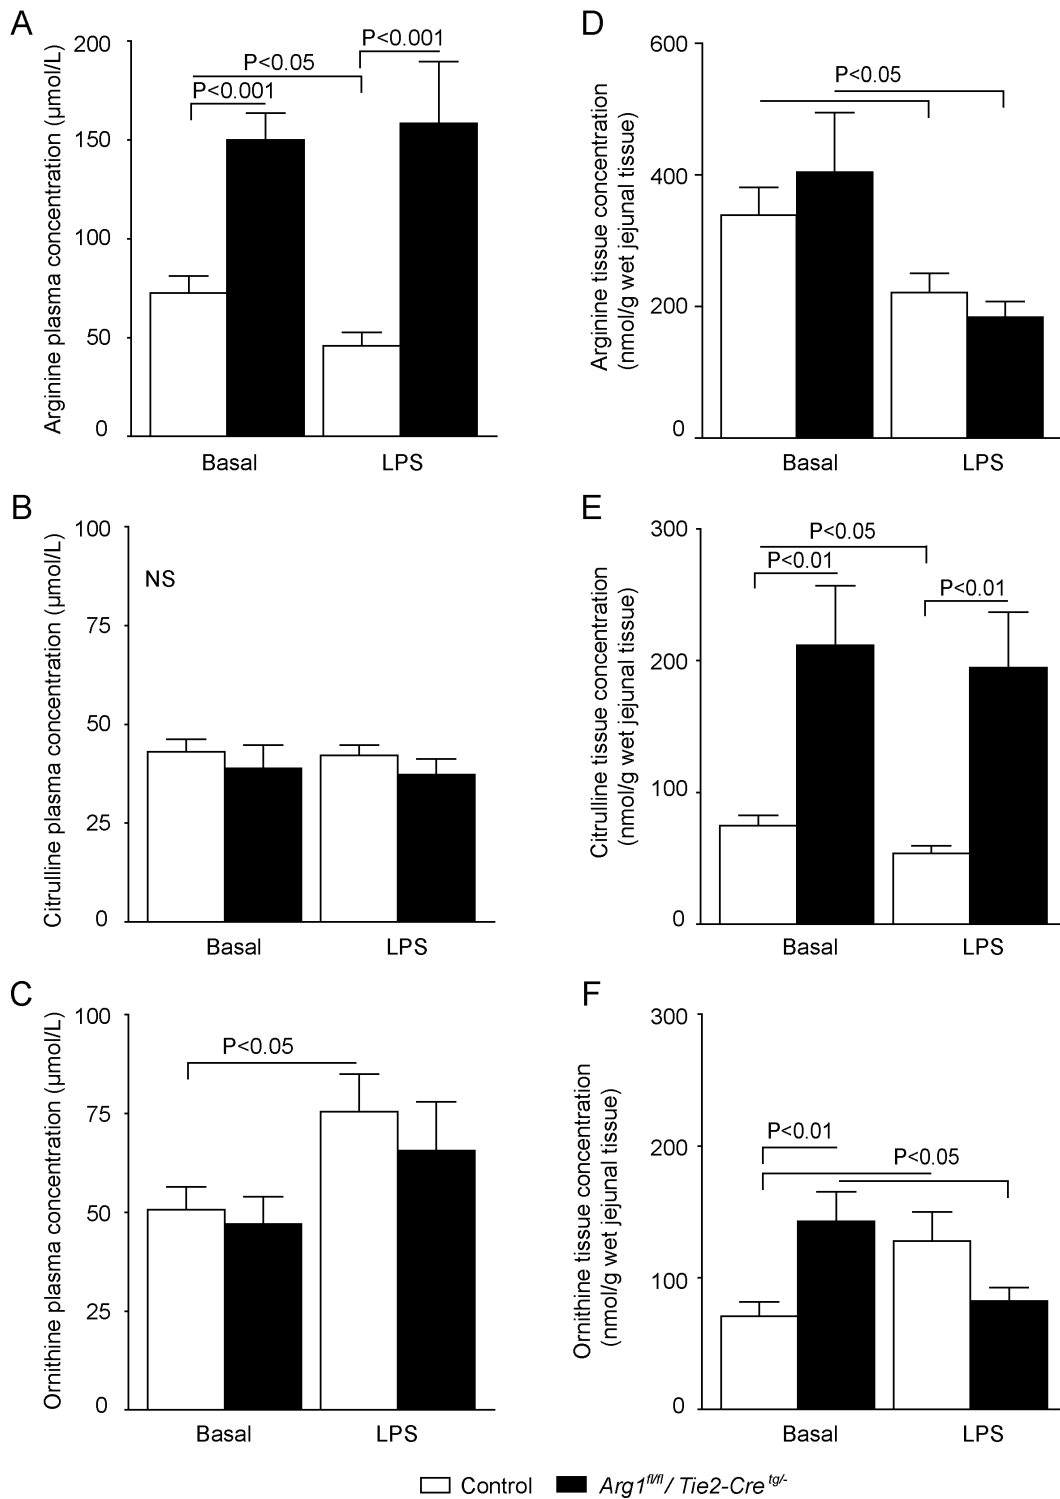 A
Arginine plasma concentration (µmol/L)
200
150
100
50
0
P<0.001
P<0.05
P<0.001
Basal
LPS
D
Arginine tissue concentration
(nmol/g wet jejunal tissue)
600
400
200
0
P<0.05
Basal
LPS
B
Citrulline plasma concentration (µmol/L)
100
75
50
25
0
NS
Basal
LPS
E
Citrulline tissue concentration
(nmol/g wet jejunal tissue)
300
200
100
0
P<0.05
P<0.01
P<0.01
Basal
LPS
C
Ornithine plasma concentration (µmol/L)
100
75
50
25
0
P<0.05
Basal
LPS
F
Ornithine tissue concentration
(nmol/g wet jejunal tissue)
300
200
100
0
P<0.01
P<0.05
Basal
LPS
Control
Arg1fl/fl / Tie2-Cre tg/-